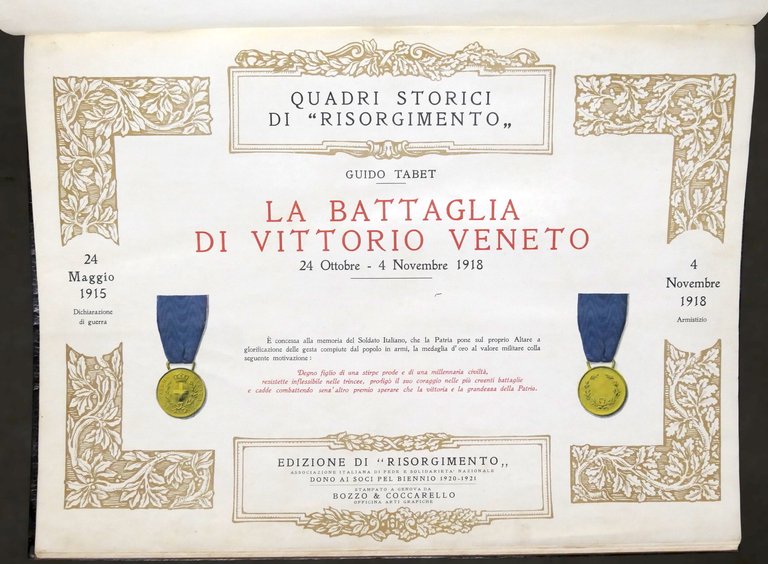 QUADRI STORICI
DI "RISORGIMENTO„
GUIDO TABET
LA BATTAGLIA
DI VITTORIO VENETO
24 Ottobre - 4 Novembre 1918
24
Maggio
1915
Dichiarazione
di guerra
4
Novembre
1918
Armistizio
È concessa alla memoria del Soldato Italiano, che la Patria pone sul proprio Altare a
glorificazione delle gesta compiute dal popolo in armi, la medaglia d'oro al valore militare colla
seguente motivazione :
Degno figlio di una stirpe prode e di una millennaria civiltà,
resistette inflessibile nelle trincee, prodigò il suo coraggio nelle più cruenti battaglie
e cadde combattendo senz'altro premio sperare che la vittoria e la grandezza della Patria.
EDIZIONE DI "RISORGIMENTO„
ASSOCIAZIONE ITALIANA DI FEDE E SOLIDARIETA' NAZIONALE
DONO AI SOCI PEL BIENNIO 1920-1921
STAMPATO A GENOVA DA
BOZZO & COCCARELLO
OFFICINA ARTI GRAFICHE